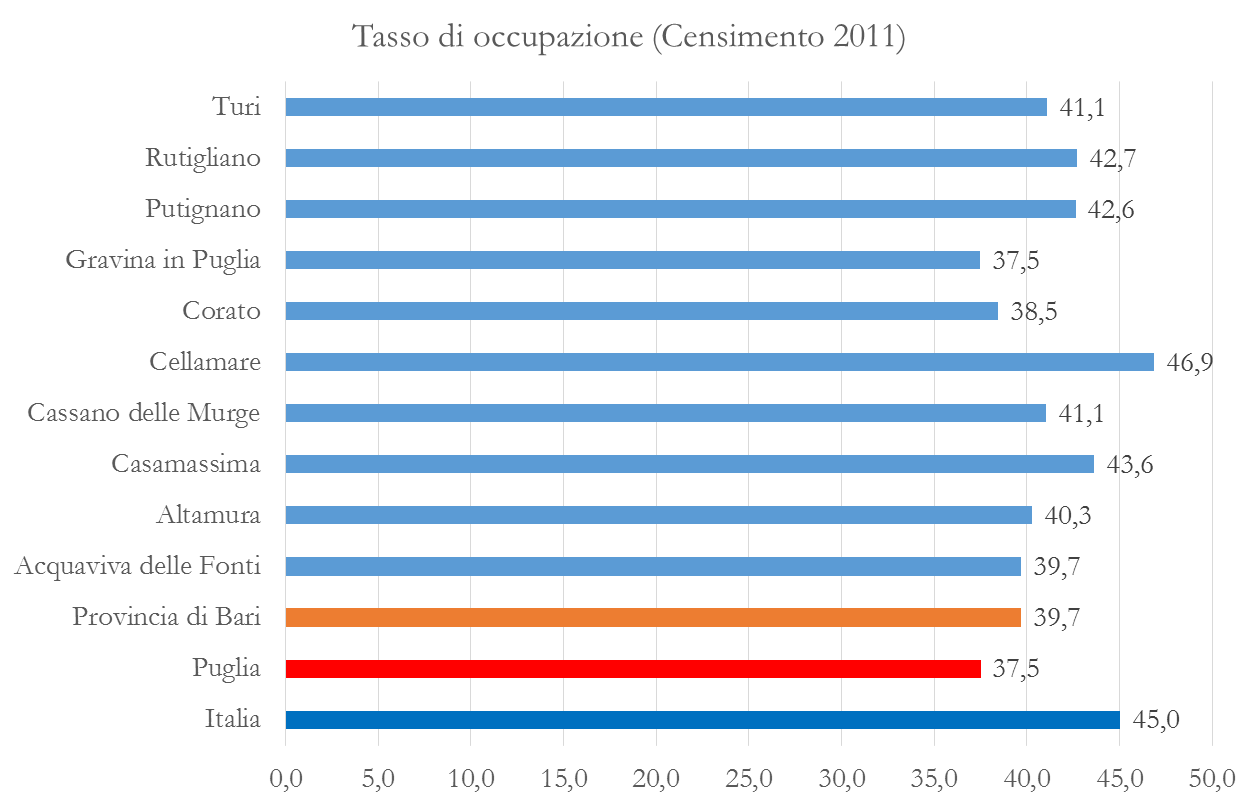 Tasso di occupazione (Censimento 2011)
Turi 41,1
Rutigliano 42,7
Putignano 42,6
Gravina in Puglia 37,5
Corato 38,5
Cellamare 46,9
Cassano delle Murge 41,1
Casamassima 43,6
Altamura 40,3
Acquaviva delle Fonti 39,7
Provincia di Bari 39,7
Puglia 37,5
Italia 45,0
0,0 5,0 10,0 15,0 20,0 25,0 30,0 35,0 40,0 45,0 50,0